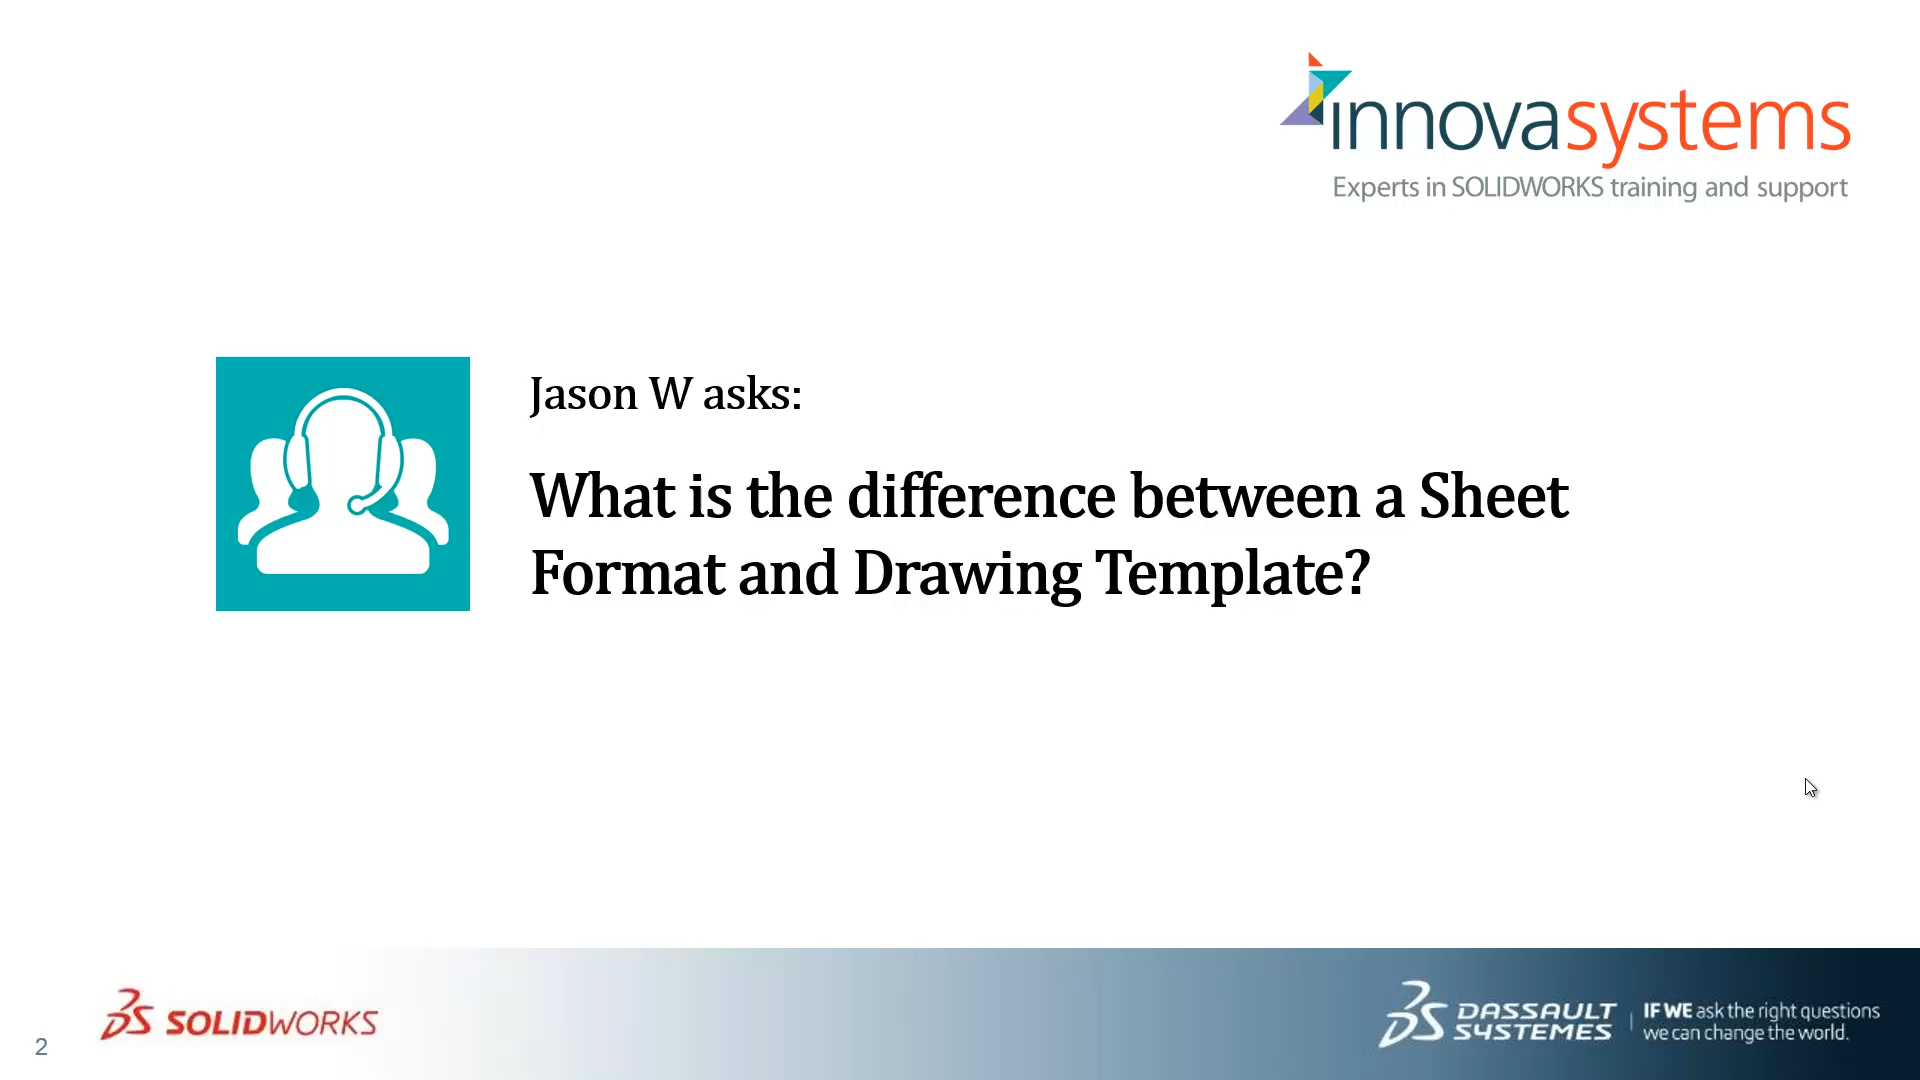 innovasystems
Experts in SOLIDWORKS training and support
Jason W asks:
What is the difference between a Sheet
Format and Drawing Template?
2
SOLIDWORKS
DASSAULT
SYSTEMES
IF WE ask the right questions
we can change the world.